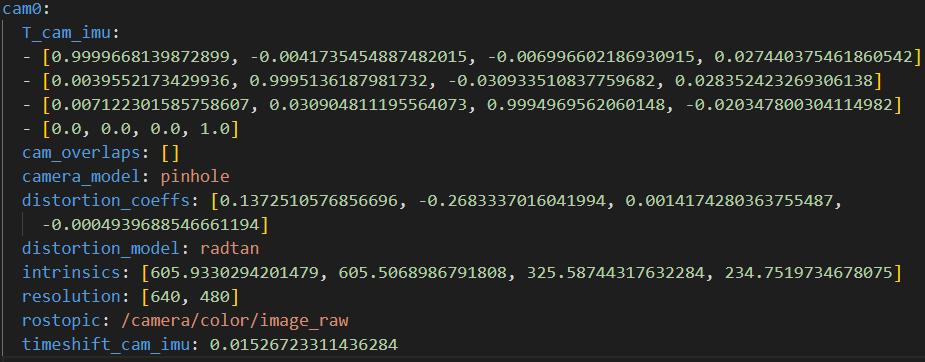 cam0:
T_cam_imu:
- [0.9999668139872899, -0.0041735454887482015, -0.006996602186930915, 0.027440375461860542]
- [0.0039552173429936, 0.9995136187981732, -0.030933510837759682, 0.028352423269306138]
- [0.007122301585758607, 0.030904811195564073, 0.9994969562060148, -0.020347800304114982]
- [0.0, 0.0, 0.0, 1.0]
cam_overlaps: []
camera_model: pinhole
distortion_coeffs: [0.1372510576856696, -0.2683337016041994, 0.0014174280363755487,
-0.0004939688546661194]
distortion_model: radtan
intrinsics: [605.9330294201479, 605.5068986791808, 325.58744317632284, 234.7519734678075]
resolution: [640, 480]
rostopic: /camera/color/image_raw
timeshift_cam_imu: 0.01526723311436284